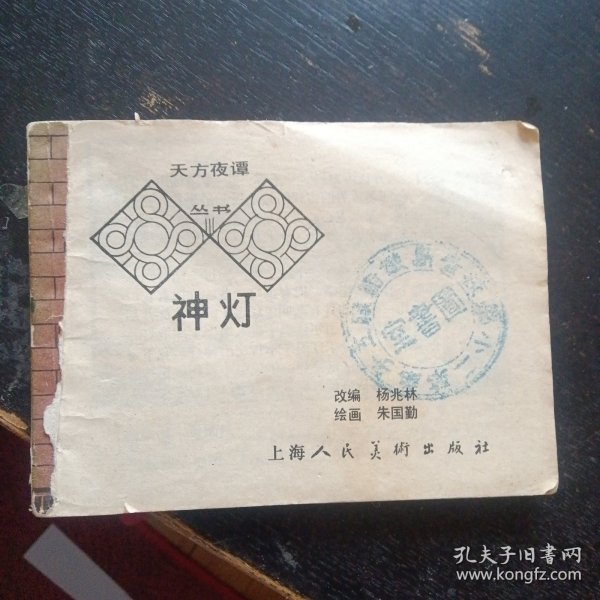 天方夜谭
丛书
神灯
改编 杨兆林
绘画 朱国勤
上海人民美術出版社
孔夫子旧书网
www.kongfz.com